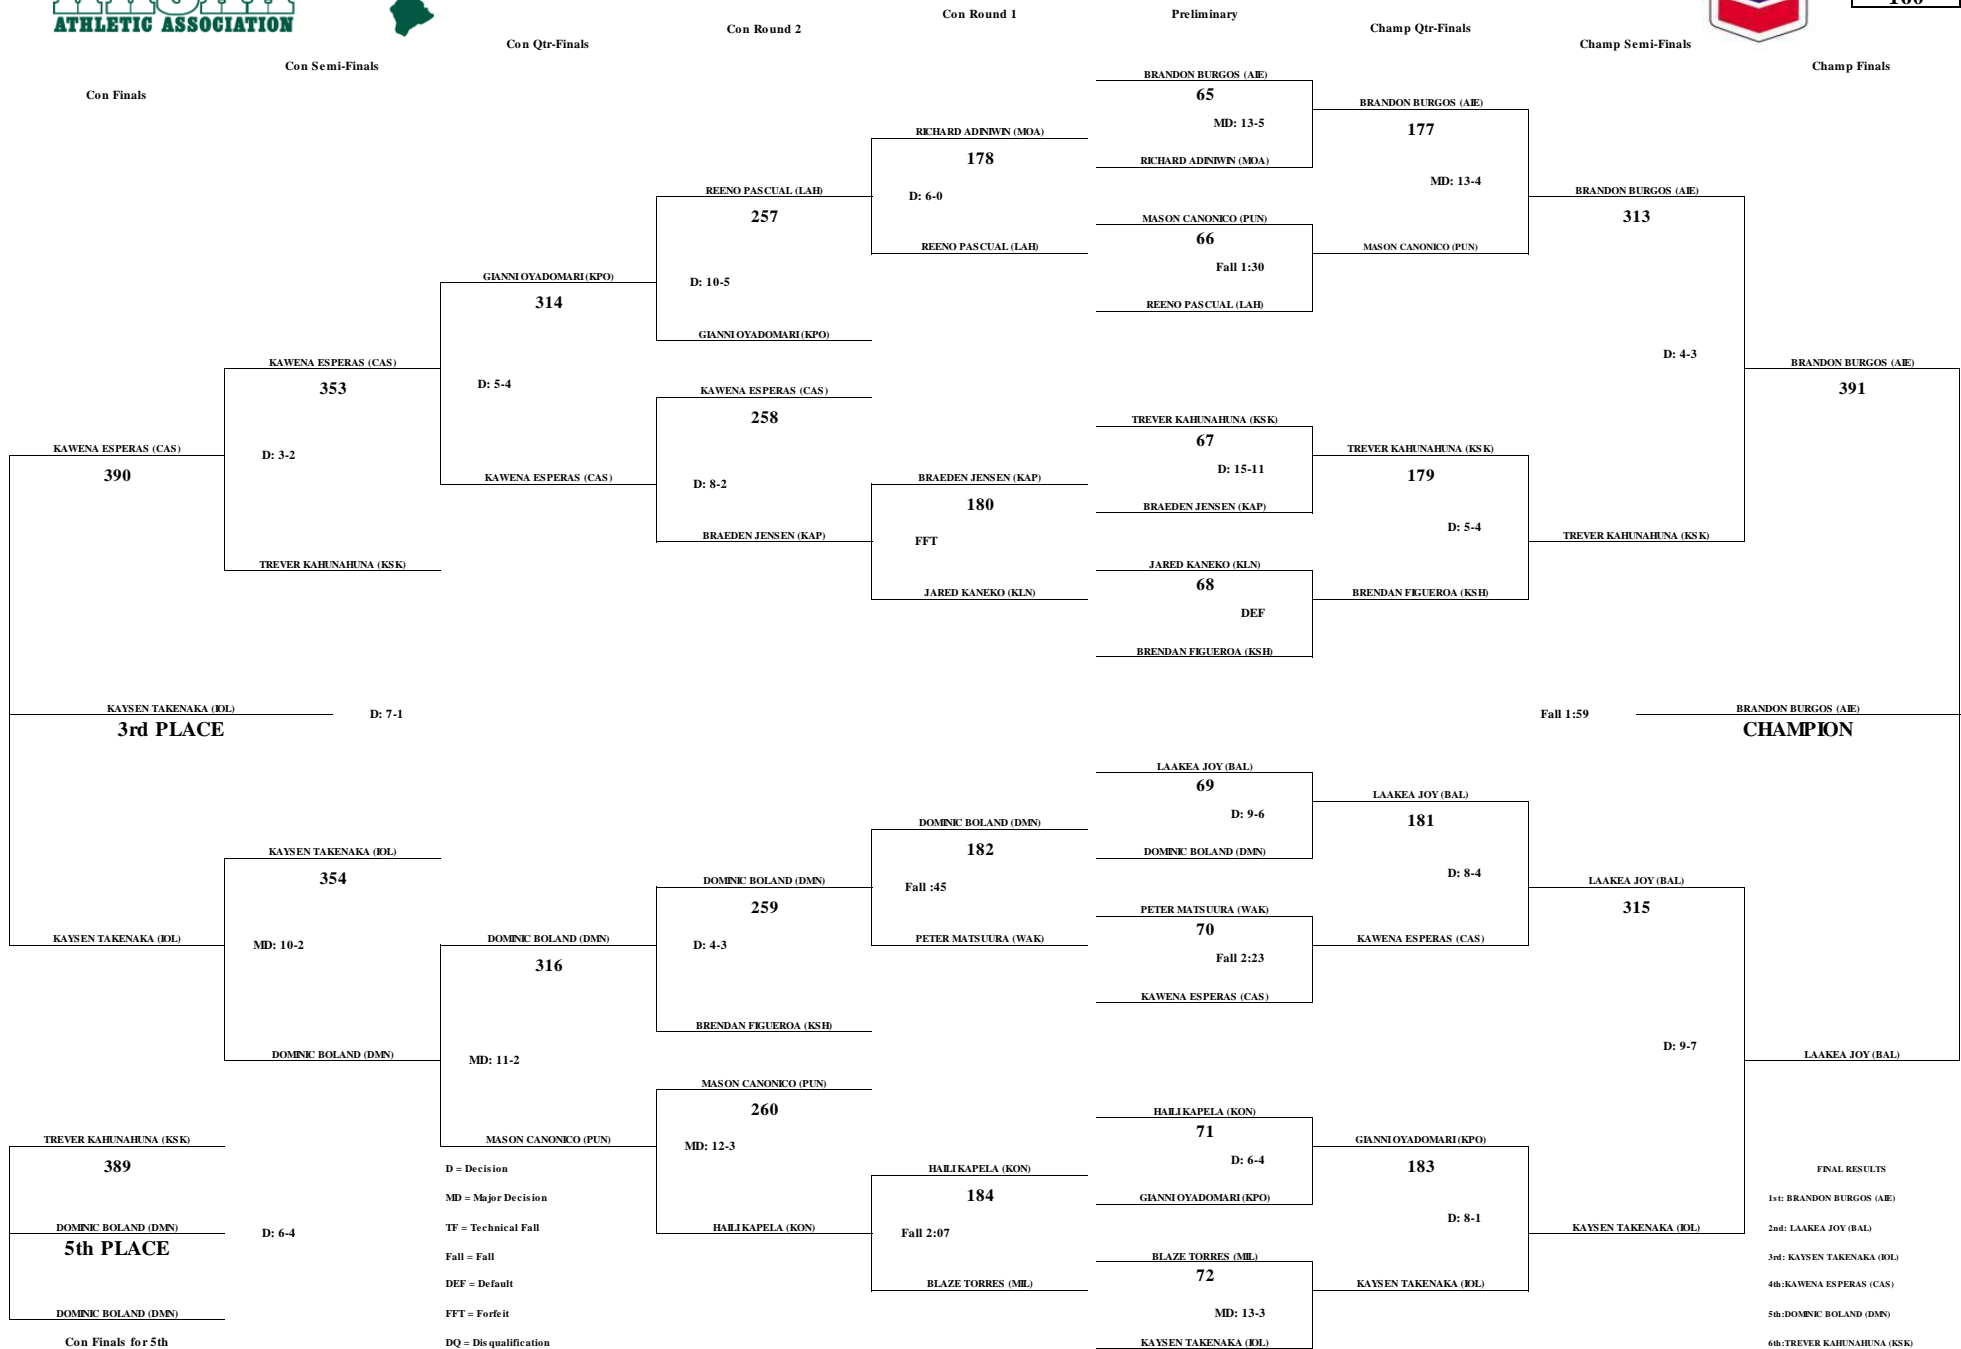 ATHLETIC ASSOCIATION
Con Finals
Con Semi-Finals
Con Qtr-Finals
Con Round 2
Con Round 1
Preliminary
Champ Qtr-Finals
Champ Semi-Finals
Champ Finals
BRANDON BURGOS (AIE)
65
MD: 13-5
RICHARD ADINIWIN (MOA)
MASON CANONICO (PUN)
66
Fall 1:30
REENO PASCUAL (LAH)
TREVER KAHUNAHUNA (KSK)
67
D: 15-11
BRAEDEN JENSEN (KAP)
JARED KANEKO (KLN)
68
DEF
BRENDAN FIGUEROA (KSH)
LAAKEA JOY (BAL)
69
D: 9-6
DOMINIC BOLAND (DMN)
PETER MATSUURA (WAK)
70
Fall 2:23
KAWENA ESPERAS (CAS)
HAILI KAPELA (KON)
71
D: 6-4
GIANNI OYADOMARI (KPO)
BLAZE TORRES (MIL)
72
MD: 13-3
KAYSEN TAKENAKA (IOL)
BRANDON BURGOS (AIE)
177
MD: 13-4
MASON CANONICO (PUN)
TREVER KAHUNAHUNA (KSK)
179
D: 5-4
BRENDAN FIGUEROA (KSH)
LAAKEA JOY (BAL)
181
D: 8-4
KAWENA ESPERAS (CAS)
GIANNI OYADOMARI (KPO)
183
D: 8-1
KAYSEN TAKENAKA (IOL)
BRANDON BURGOS (AIE)
313
D: 4-3
TREVER KAHUNAHUNA (KSK)
LAAKEA JOY (BAL)
315
D: 9-7
KAYSEN TAKENAKA (IOL)
BRANDON BURGOS (AIE)
391
Fall 1:59
BRANDON BURGOS (AIE)
CHAMPION
LAAKEA JOY (BAL)
RICHARD ADINIWIN (MOA)
178
D: 6-0
REENO PASCUAL (LAH)
BRAEDEN JENSEN (KAP)
180
FFT
JARED KANEKO (KLN)
DOMINIC BOLAND (DMN)
182
Fall :45
PETER MATSUURA (WAK)
HAILI KAPELA (KON)
184
Fall 2:07
BLAZE TORRES (MIL)
REENO PASCUAL (LAH)
257
D: 10-5
GIANNI OYADOMARI (KPO)
KAWENA ESPERAS (CAS)
258
D: 8-2
BRAEDEN JENSEN (KAP)
DOMINIC BOLAND (DMN)
259
D: 4-3
BRENDAN FIGUEROA (KSH)
MASON CANONICO (PUN)
260
MD: 12-3
HAILI KAPELA (KON)
GIANNI OYADOMARI (KPO)
314
D: 5-4
KAWENA ESPERAS (CAS)
DOMINIC BOLAND (DMN)
316
MD: 11-2
MASON CANONICO (PUN)
KAWENA ESPERAS (CAS)
353
D: 3-2
TREVER KAHUNAHUNA (KSK)
KAYSEN TAKENAKA (IOL)
354
MD: 10-2
DOMINIC BOLAND (DMN)
KAWENA ESPERAS (CAS)
390
KAYSEN TAKENAKA (IOL)
3rd PLACE
D: 7-1
KAYSEN TAKENAKA (IOL)
TREVER KAHUNAHUNA (KSK)
389
DOMINIC BOLAND (DMN)
5th PLACE
D: 6-4
DOMINIC BOLAND (DMN)
Con Finals for 5th
D = Decision
MD = Major Decision
TF = Technical Fall
Fall = Fall
DEF = Default
FFT = Forfeit
DQ = Disqualification
FINAL RESULTS
1st: BRANDON BURGOS (AIE)
2nd: LAAKEA JOY (BAL)
3rd: KAYSEN TAKENAKA (IOL)
4th:KAWENA ESPERAS (CAS)
5th:DOMINIC BOLAND (DMN)
6th:TREVER KAHUNAHUNA (KSK)